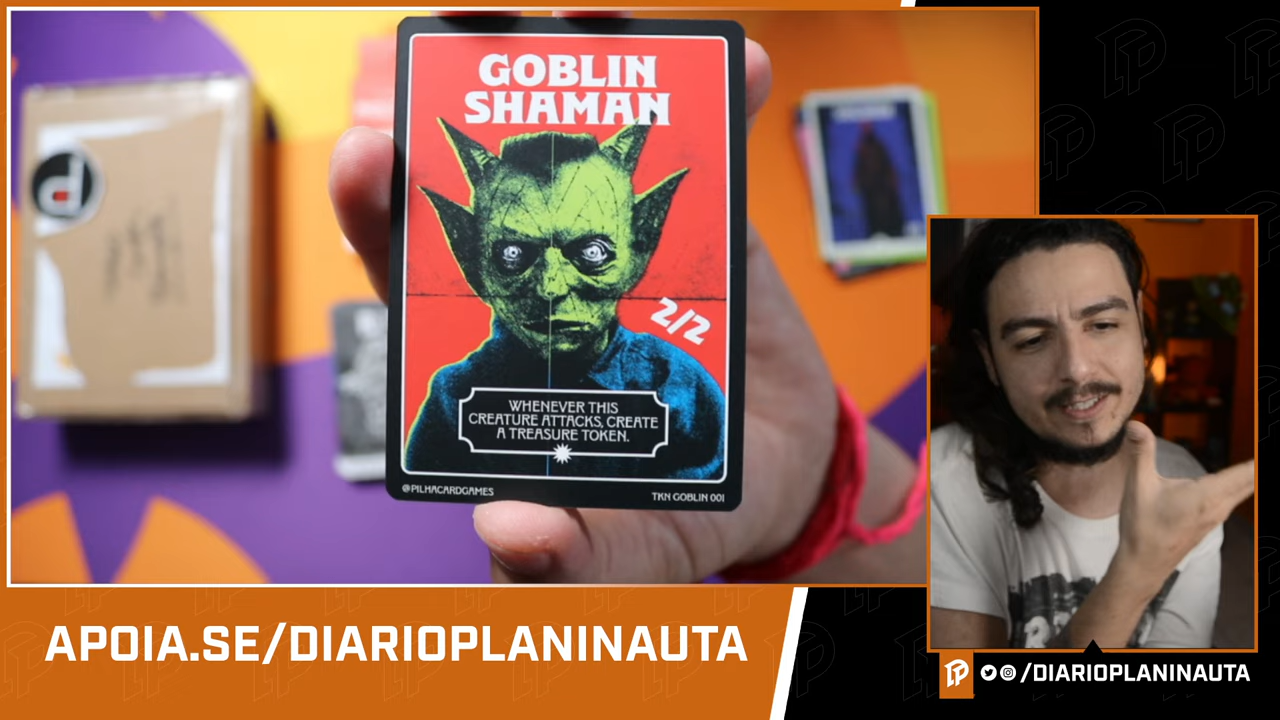 GOBLIN
SHAMAN
2/2
WHENEVER THIS
CREATURE ATTACKS, CREATE
A TREASURE TOKEN.
@PILHACARDGAMES
TKN GOBLIN 001
APOIA.SE/DIARIOPLANINAUTA
/DIARIOPLANINAUTA